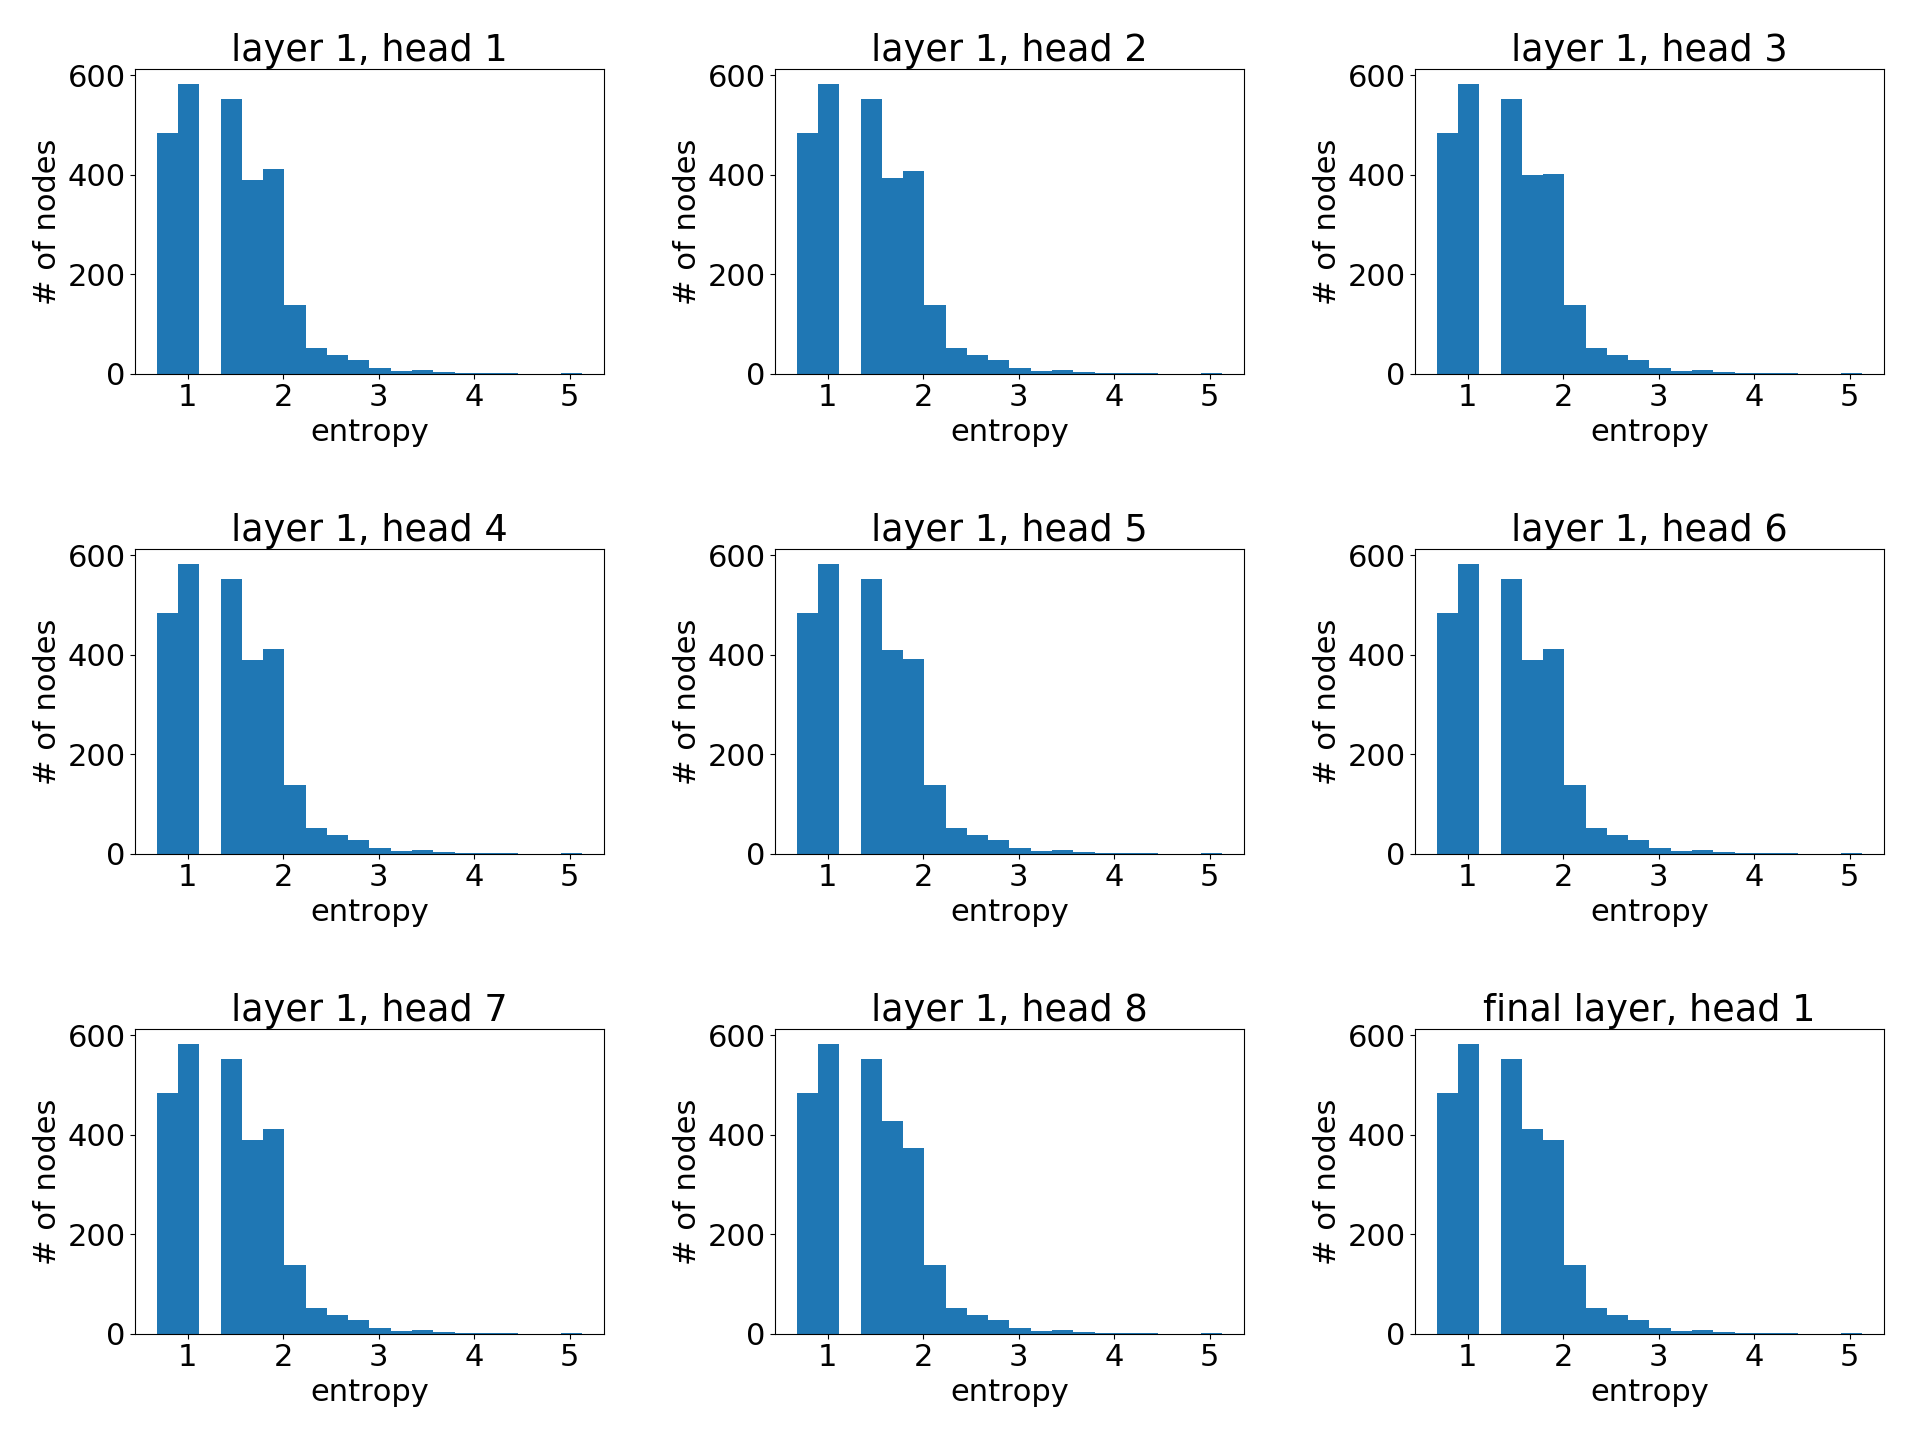 layer 1, head 1
600
400
200
0
# of nodes
1 2 3 4 5
entropy
layer 1, head 2
600
400
200
0
# of nodes
1 2 3 4 5
entropy
layer 1, head 3
600
400
200
0
# of nodes
1 2 3 4 5
entropy
layer 1, head 4
600
400
200
0
# of nodes
1 2 3 4 5
entropy
layer 1, head 5
600
400
200
0
# of nodes
1 2 3 4 5
entropy
layer 1, head 6
600
400
200
0
# of nodes
1 2 3 4 5
entropy
layer 1, head 7
600
400
200
0
# of nodes
1 2 3 4 5
entropy
layer 1, head 8
600
400
200
0
# of nodes
1 2 3 4 5
entropy
final layer, head 1
600
400
200
0
# of nodes
1 2 3 4 5
entropy